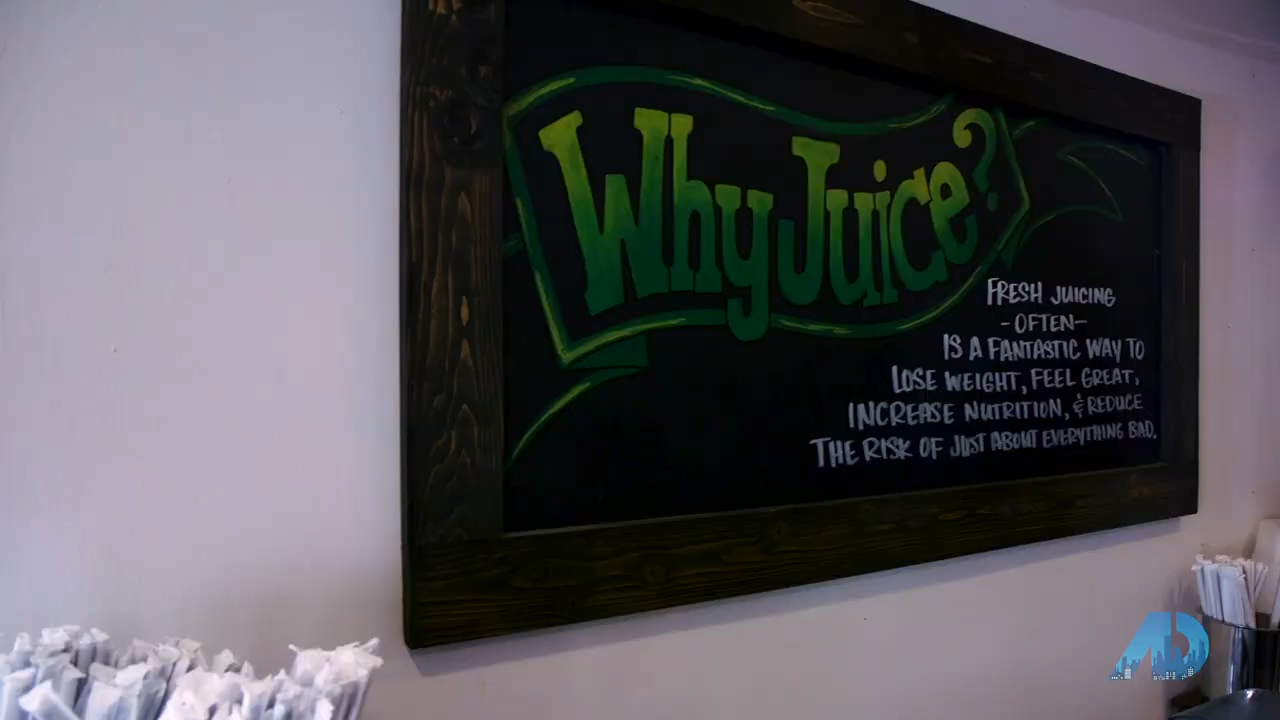 Why Juice?
FRESH JUICING
-OFTEN-
IS A FANTASTIC WAY TO
LOSE WEIGHT, FEEL GREAT,
INCREASE NUTRITION, & REDUCE
THE RISK OF JUST ABOUT EVERYTHING BAD.
AD